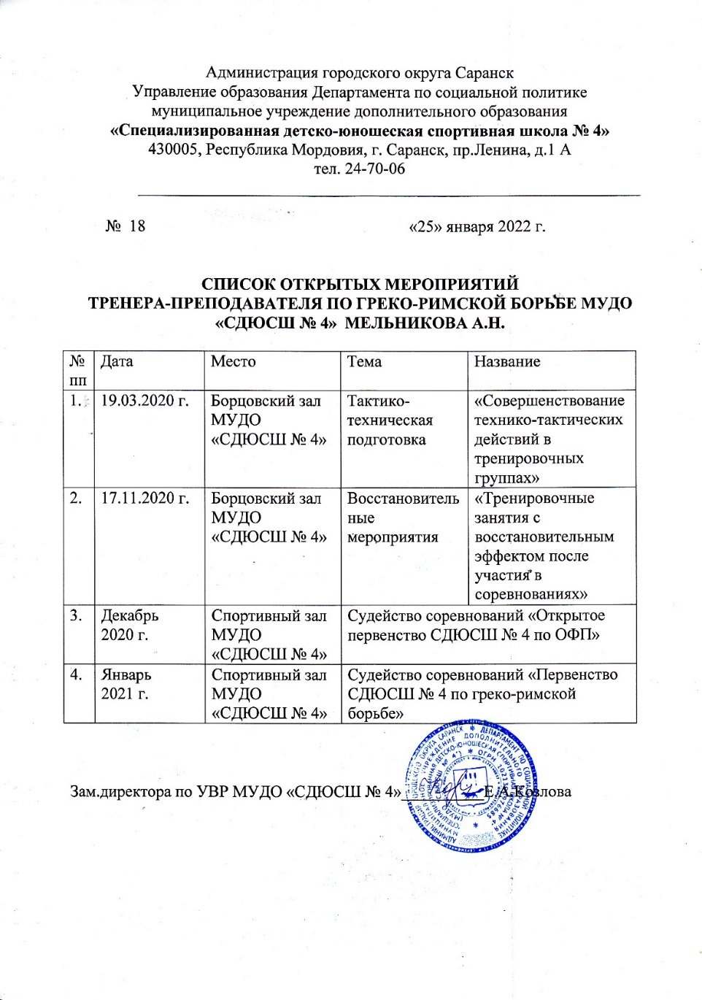 Администрация городского округа Саранск
Управление образования Департамента по социальной политике
муниципальное учреждение дополнительного образования
«Специализированная детско-юношеская спортивная школа № 4»
430005, Республика Мордовия, г. Саранск, пр.Ленина, д.1 А
тел. 24-70-06
№ 18 «25» января 2022 г.
СПИСОК ОТКРЫТЫХ МЕРОПРИЯТИЙ
ТРЕНЕРА-ПРЕПОДАВАТЕЛЯ ПО ГРЕКО-РИМСКОЙ БОРЬБЕ МУДО
«СДЮСШ № 4» МЕЛЬНИКОВА А.Н.
№
пп
Дата
Место
Тема
Название
1.
19.03.2020 г.
Борцовский зал
МУДО
«СДЮСШ № 4»
Тактико-
техническая
подготовка
«Совершенствование
технико-тактических
действий в
тренировочных
группах»
2.
17.11.2020 г.
Борцовский зал
МУДО
«СДЮСШ № 4»
Восстановитель
ные
мероприятия
«Тренировочные
занятия с
восстановительным
эффектом после
участия в
соревнованиях»
3.
Декабрь
2020 г.
Спортивный зал
МУДО
«СДЮСШ № 4»
Судейство соревнований «Открытое
первенство СДЮСШ № 4 по ОФП»
4.
Январь
2021 г.
Спортивный зал
МУДО
«СДЮСШ № 4»
Судейство соревнований «Первенство
СДЮСШ № 4 по греко-римской
борьбе»
Зам.директора по УВР МУДО «СДЮСШ № 4»__________Е.А.Козлова